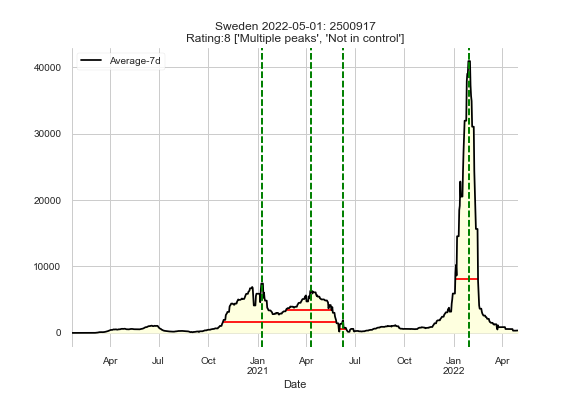 Sweden 2022-05-01: 2500917
Rating:8 ['Multiple peaks', 'Not in control']
Average-7d
40000
30000
20000
10000
0
Apr Jul Oct Jan Apr Jul Oct Jan Apr
2021 2022
Date